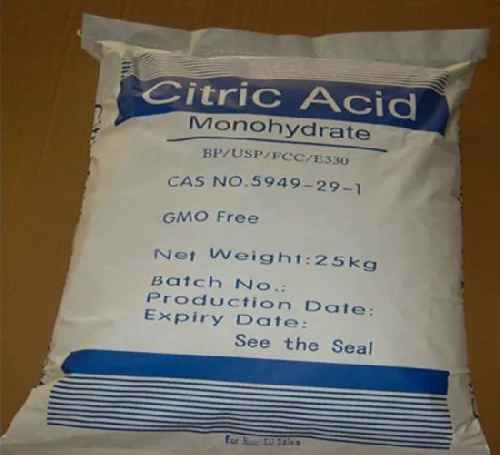 Citric Acid
Monohydrate
BP/USP/FCC/E330
CAS NO.5949-29-1
GMO Free
Net Weight:25kg
Batch No.:
Production Date:
Expiry Date:
See the Seal
For